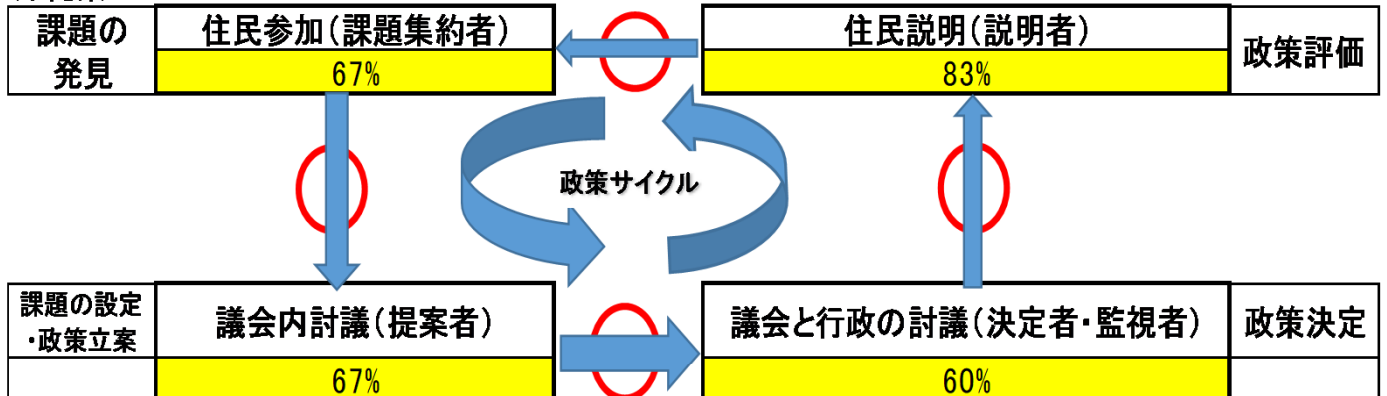 課題の
発見
住民参加(課題集約者)
67%
住民説明(説明者)
83%
政策評価
政策サイクル
課題の設定
・政策立案
議会内討議(提案者)
67%
議会と行政の討議(決定者・監視者)
60%
政策決定